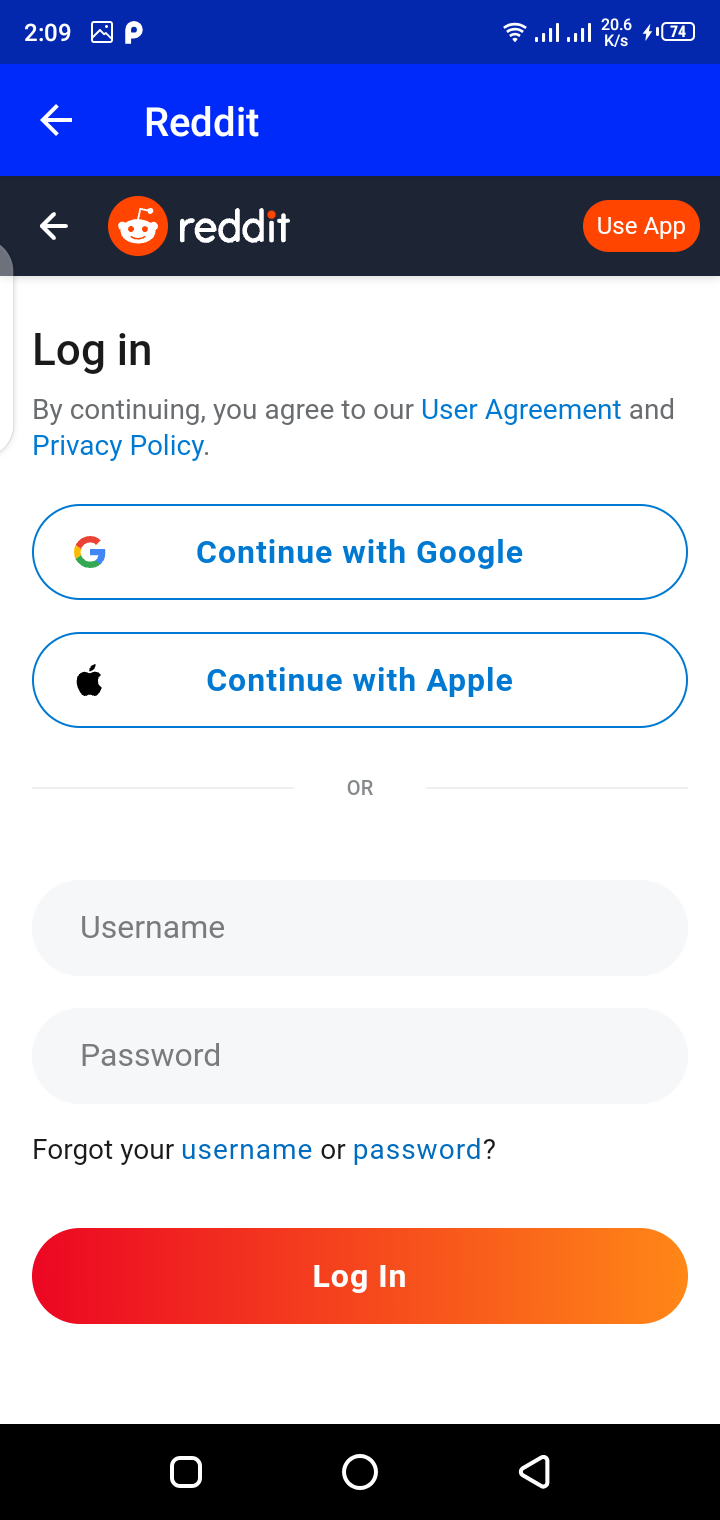 2:09
20.6
K/s
74
Reddit
reddit
Use App
Log in
By continuing, you agree to our User Agreement and
Privacy Policy.
Continue with Google
Continue with Apple
OR
Username
Password
Forgot your username or password?
Log In